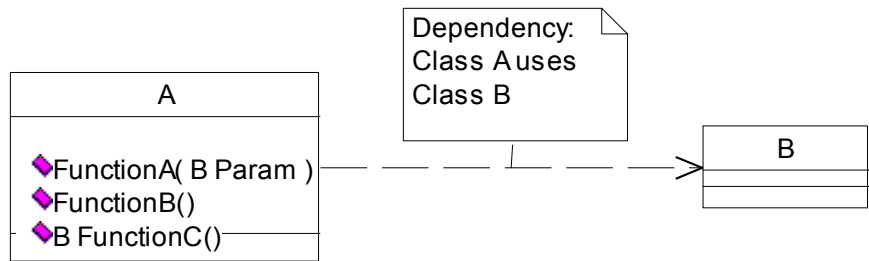 Dependency:
Class A uses
Class B
A
FunctionA( B Param )
FunctionB()
B FunctionC()
B